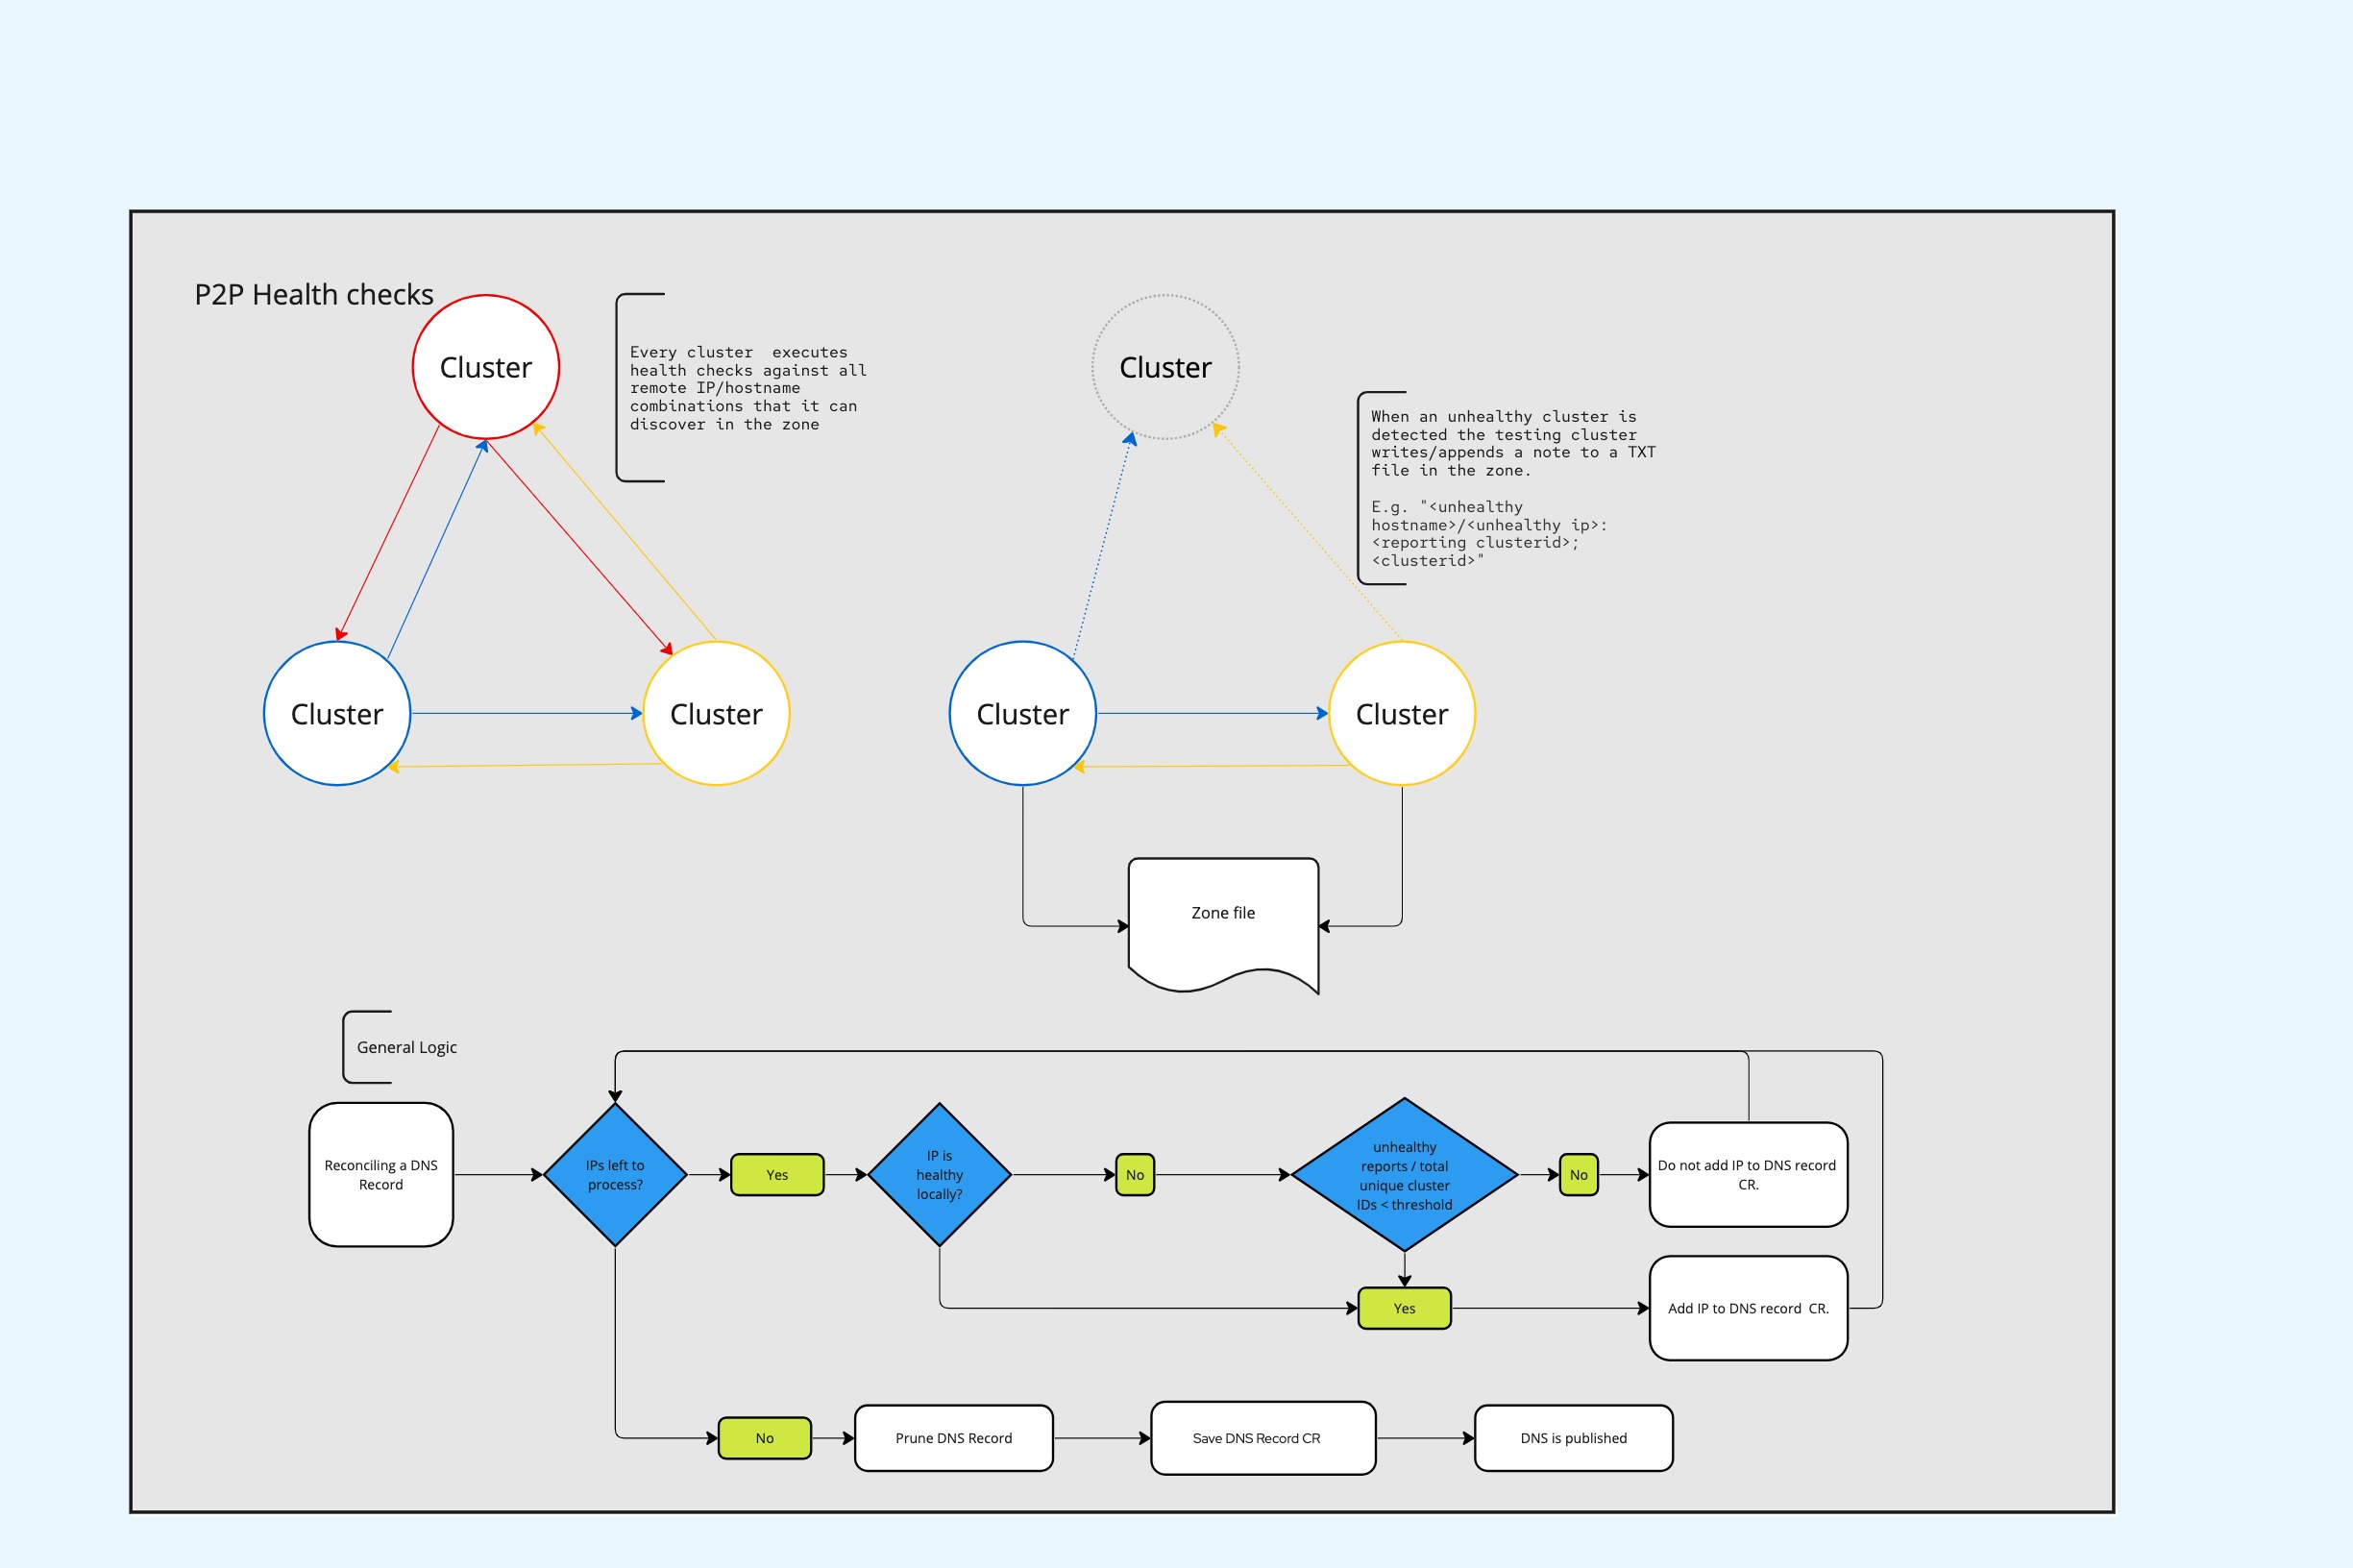 P2P Health checks
Cluster
Every cluster  executes
health checks against all
remote IP/hostname
combinations that it can
discover in the zone
Cluster
Cluster
Cluster
When an unhealthy cluster is
detected the testing cluster
writes/appends a note to a TXT
file in the zone.
E.g. "<unhealthy
hostname>/<unhealthy ip>:
<reporting clusterid>;
<clusterid>"
Cluster
Cluster
Zone file
General Logic
Reconciling a DNS
Record
IPs left to
process?
Yes
IP is
healthy
locally?
No
unhealthy
reports / total
unique cluster
IDs < threshold
No
Do not add IP to DNS record
CR.
Yes
Add IP to DNS record  CR.
No
Prune DNS Record
Save DNS Record CR
DNS is published